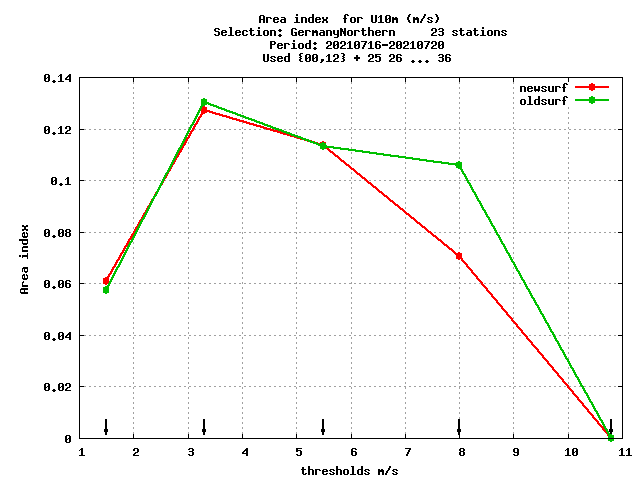 Area index  for U10m (m/s)
Selection: GermanyNorthern     23 stations
Period: 20210716-20210720
Used {00,12} + 25 26 ... 36
newsurf
oldsurf
0.14
0.12
0.1
0.08
0.06
0.04
0.02
0
Area index
1 2 3 4 5 6 7 8 9 10 11
thresholds m/s